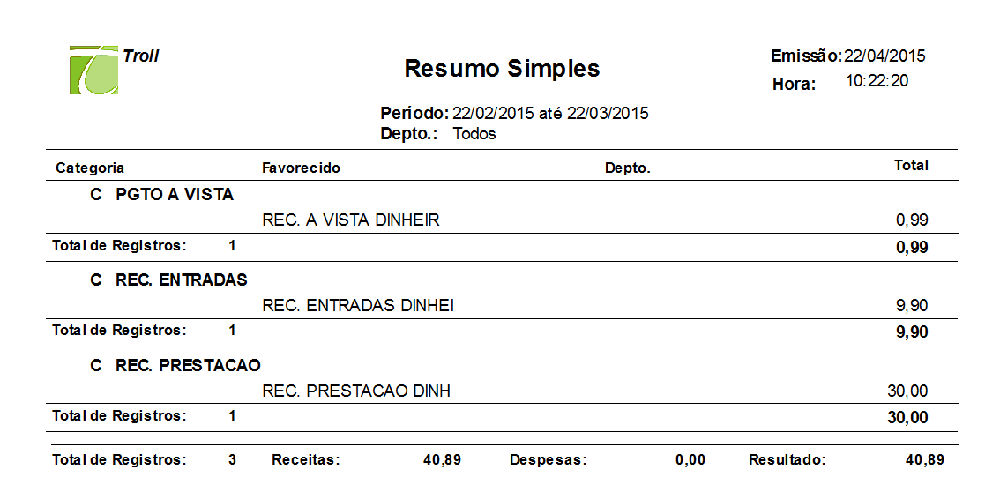 Troll
Resumo Simples
Emissão: 22/04/2015
Hora: 10:22:20
Período: 22/02/2015 até 22/03/2015
Depto.: Todos
Categoria Favorecido Depto. Total
C PGTO A VISTA
REC. A VISTA DINHEIR 0,99
Total de Registros: 1 0,99
C REC. ENTRADAS
REC. ENTRADAS DINHEI 9,90
Total de Registros: 1 9,90
C REC. PRESTACAO
REC. PRESTACAO DINH 30,00
Total de Registros: 1 30,00
Total de Registros: 3 Receitas: 40,89 Despesas: 0,00 Resultado: 40,89